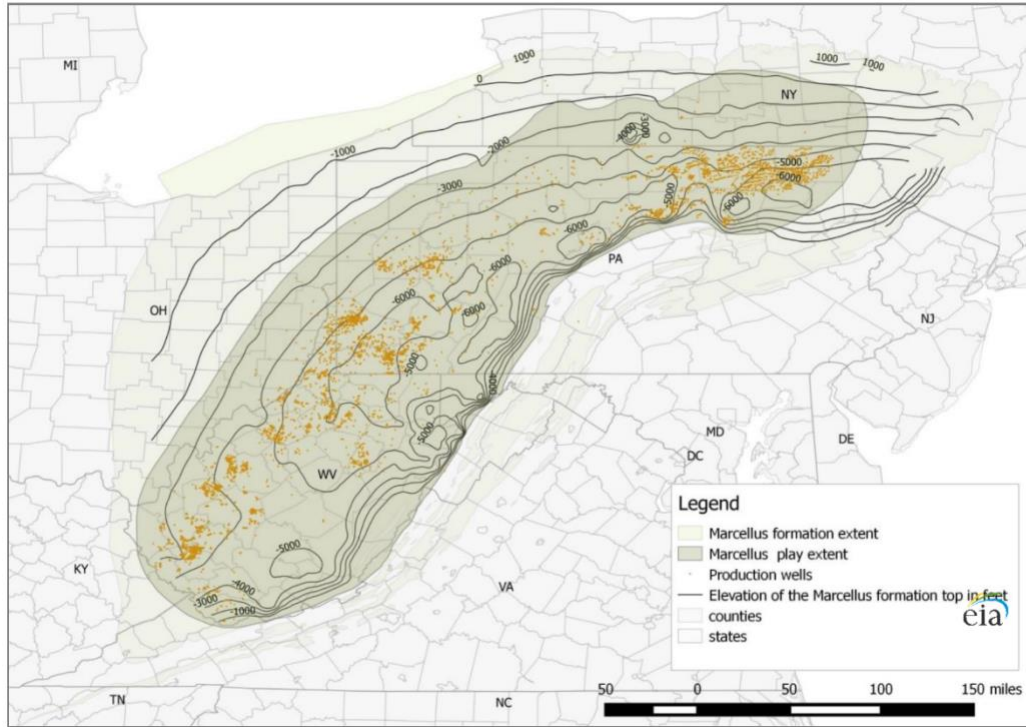 MI
1000
0
1000
1000
NY
-4000
-3000
-1000
-2000
-3000
-5000
-6000
-5000
-6000
-6000
PA
OH
-6000
-6000
-6000
NJ
-5000
-4000
-5000
WV
MD
DC
DE
-5000
KY
-4000
-3000
-1000
VA
TN
NC
Legend
Marcellus formation extent
Marcellus play extent
Production wells
Elevation of the Marcellus formation top in feet
counties
states
eia
50 0 50 100 150 miles